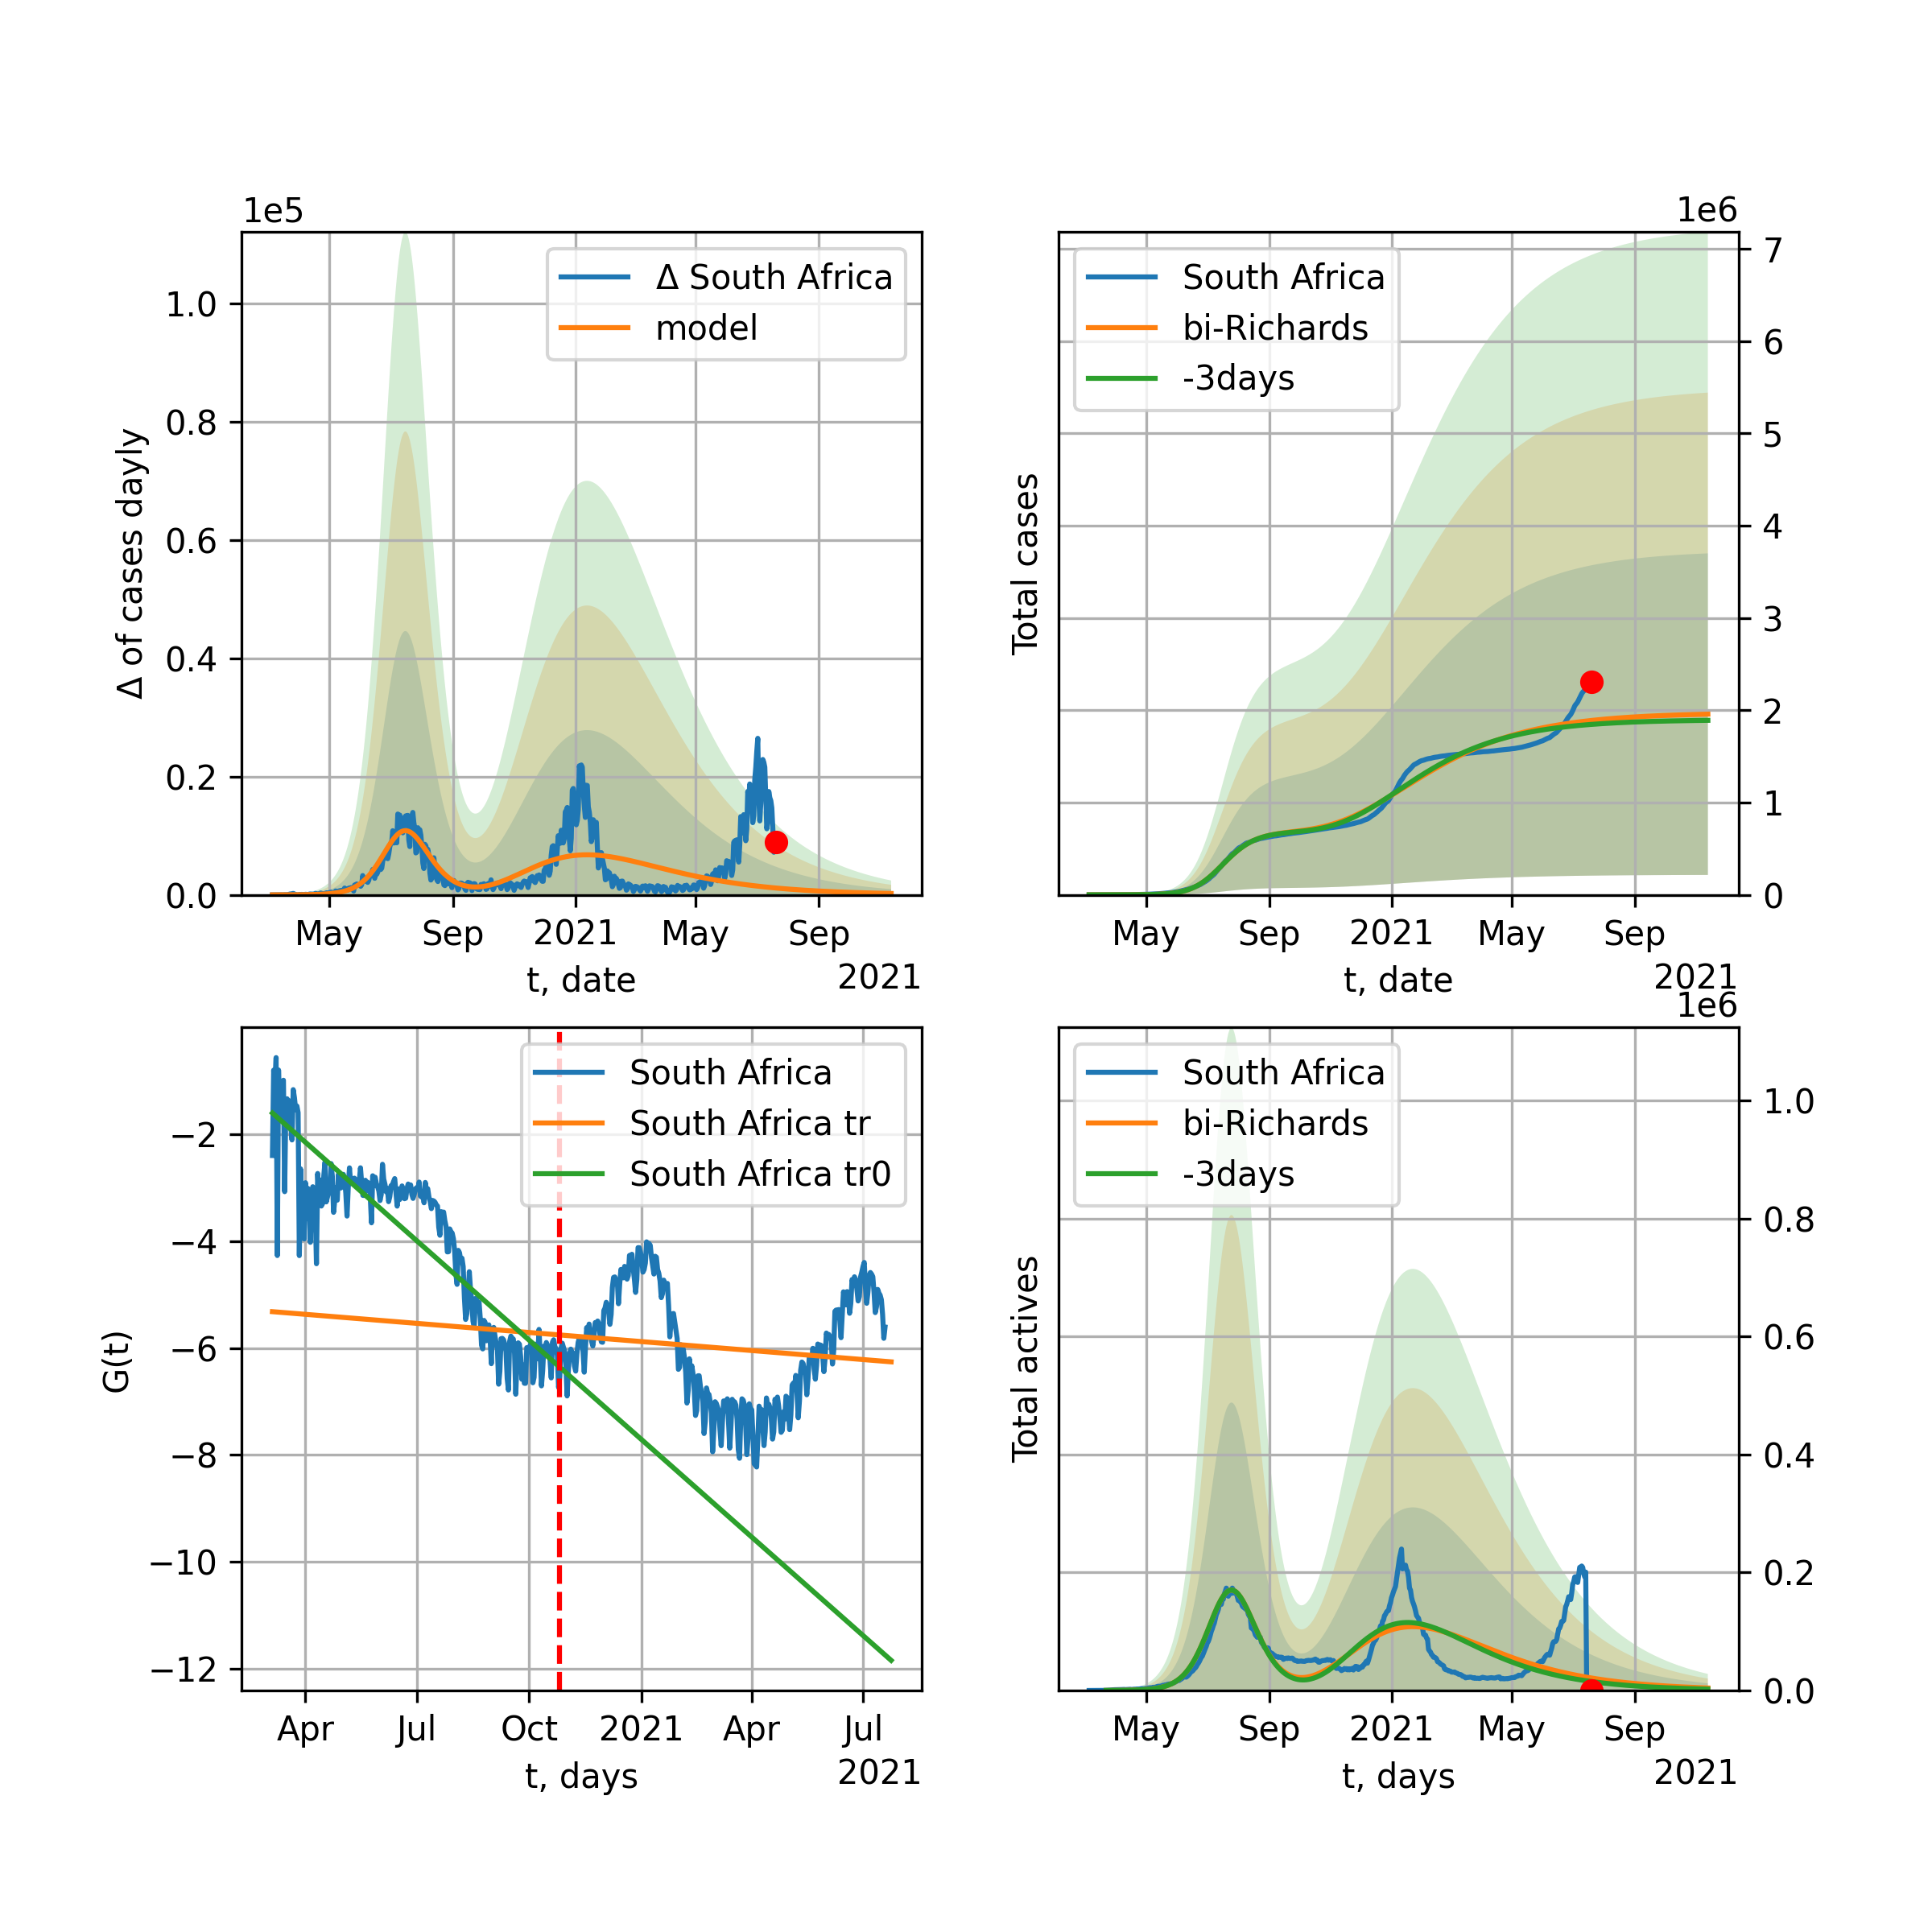 1e5
Δ South Africa
model
1.0
0.8
0.6
0.4
0.2
0.0
Δ of cases dayly
May Sep 2021 May Sep
t, date
2021
1e6
South Africa
bi-Richards
-3days
7
6
5
4
3
2
1
0
Total cases
May Sep 2021 May Sep
t, date
2021
South Africa
South Africa tr
South Africa tr0
−2
−4
−6
−8
−10
−12
G(t)
Apr Jul Oct 2021 Apr Jul
t, days
2021
1e6
South Africa
bi-Richards
-3days
1.0
0.8
0.6
0.4
0.2
0.0
Total actives
May Sep 2021 May Sep
t, days
2021